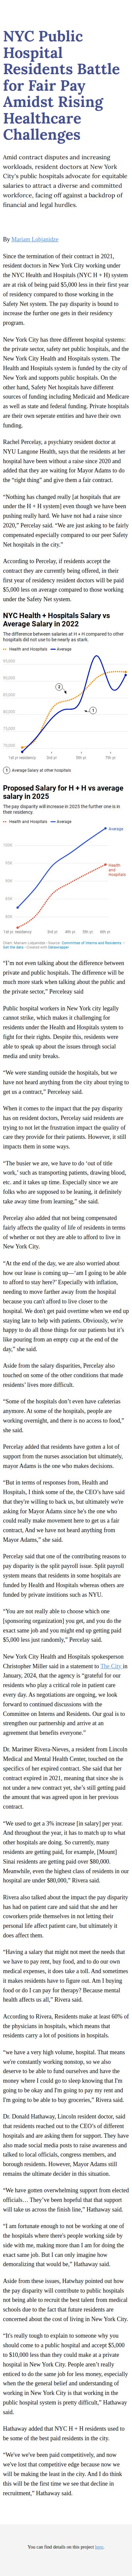 NYC Public
Hospital
Residents Battle
for Fair Pay
Amidst Rising
Healthcare
Challenges
Amid contract disputes and increasing
workloads, resident doctors at New York
City's public hospitals advocate for equitable
salaries to attract a diverse and committed
workforce, facing off against a backdrop of
financial and legal hurdles.
By Mariam Lobjanidze
Since the termination of their contract in 2021,
resident doctors in New York City working under
the NYC Health and Hospitals (NYC H + H) system
are at risk of being paid $5,000 less in their first year
of residency compared to those working in the
Safety Net system. The pay disparity is bound to
increase the further one gets in their residency
program.
New York City has three different hospital systems:
the private system, safety net public hospitals, and the
New York City Health and Hospitals system. The
Health and Hospitals system is funded by the city of
New York and supports public hospitals. On the
other hand, Safety Net hospitals have different
sources of funding including Medicaid and Medicare
as well as state and federal funding. Private hospitals
are their own separate entities and have their own
funding.
Rachel Percelay, a psychiatry resident doctor at
NYU Langone Health, says that the residents at her
hospital have been without a raise since 2020 and
added that they are waiting for Mayor Adams to do
the “right thing” and give them a fair contract.
“Nothing has changed really [at hospitals that are
under the H + H system] even though we are
pushing really hard. We have not had a raise since
2020,” Percelay said. “We are just asking to be
compensated equally compared to our peer Safety
Net hospitals in the city.”
According to Percelay, if residents accept the
contract they are currently being offered, in their
first year of residency resident doctors will be paid
$5,000 less on average compared to those working
under the Safety Net system.
NYC Health + Hospitals Salary vs
Average Salary in 2022
The difference between salaries at H + H compared to other
hospitals did not use to be nearly as stark.
Health and Hospitals Average
1st yr residency 3rd yr 5th yr 7th yr
1 Average Salary at other hospitals
Proposed Salary for H + H vs average
salary in 2025
The pay disparity will increase in 2025 the further one is in
their residency.
Health and Hospitals Average
Average
Health
and
Hospitals
1st yr. residency 3rd yr 4th yr 5th yr. 6th yr
Chart: Mariam Lobjanidze • Source: Committee of Interns and Residents •
Get the data • Created with Datawrapper
“I’m not even talking about the difference between
private and public hospitals. The difference will be
more than stark when talking about the public and
private sector,” Perceleay said
Public Hospital workers in New York City legally
cannot strike, which makes it challenging for
residents under the Health and Hospitals system to
fight for their rights. Despite this, residents were
able to speak up about the tensions through social
media and unity breaks.
“We were standing outside the hospitals, but we
have not heard anything from the city since trying to
get us a contract,” Perceleay said.
When it comes to the impact that the pay disparity
has on resident doctors, Percelay said that residents
try to not let the frustration impact the quality of care
they provide for their patients. However, it still
impacts them in some ways.
“The busier we are, we have to do ‘out of title
work,’ such as transporting patients, drawing blood,
etc. and it takes up time. Especially since we are
folks who are supposed to be leaning, it definitely
take away time from learning,” she said.
Percelay also added that not being compensated
fairly affects the quality of life of residents in terms
of whether or not they are able to afford to live in
New York City.
“At the end of the day, we are also worried about
how our lease is coming up—‘ am I going to be able
to afford to stay here?’ Especially with inflation,
needing to move farther away from the hospital
because you can't afford to live closer to the
hospital. We don't get paid overtime when we end up
staying late to help with patients. Obviously, we're
happy to do all those things for our patients but it's
like pouring from an empty cup at the end of the
day,” she said.
Aside from the salary disparities, Percelay also
touched on some of the other conditions that made
residents’ lives more difficult.
“Some of the hospitals don’t even have cafeterias
anymore. At some of the hospitals, people are
working overnight, and there is no access to food,”
she said.
Percelay added that residents have gotten a lot of
support from the nurses association but ultimately,
mayor Adams is the one who makes decisions.
“But in terms of responses from, Health and
Hospitals, I think some of the, the CEO's have said
that they're willing to back us, but ultimately we're
also asking for things from Mayor Adams, since he
is the the mayor and he's sort of the one who who
could really make movement here to to get us a fair
contract, And we have not heard anything from
Mayor Adams,” she said.
Percelay said that one of the contributing reasons to
the pay disparity is the split payroll issue. Split payroll
means that resident workers at some hospitals are
funded by Health and Hospitals whileothers are
funded by private institutions such as NYU.
“You are not really able to choose which one
[sponsoring organization] you get, and yet you do the
exact same job and you might end up getting paid
$5,000 less just randomly,” Percelay said.
New York City Health and Hospitals spokesperson
Christopher Miller said in a statement to The City in
January, 2024, that the agency is “grateful for our
residents who play a critical role in patient care
every day. As negotiations are ongoing, we look
forward to continued discussions with the
Committee on Interns and Residents. Our goal is to
strengthen our partnership and arrive at an
agreement that benefits everyone.”
Dr. Marimer Rivera-Nieves, a resident from Lincoln
Medical and Mental Health Center, touched on the
specifics of her expired contract. She said that her
contract expired in 2021, meaning that since she is
not under a new contract yet, she’s still getting paid
the amount that was agreed upon in her previous
contract.
“We used to get a 3% increase [in salary] per year.
And throughout the past year, it has to match up to what
other hospitals are doing. So currently, many
residents are getting paid, for example, [Mount]
Sinai residents are getting paid over $80,000.
Meanwhile, even the highest class of residents in our
hospital are under $80,000,” Rivera said.
Rivera also talked about the impact the pay disparity
has had on patient care and said that she and her
coworkers pride themselves in not letting their
personal life affect patient care but ultimately it
does affect them.
“Having a salary that might not meet the needs that
we have to pay rent, buy food, and to do our own
medical expenses, it does take a toll. And sometimes
it makes residents have to figure out. Am I buying
food or do I can I pay for therapy? Because mental
health affects us all,” Rivera said.
According to Rivera, Residents make at least 60% of
the physicians in hospitals, which means that
residents carry a lot of positions in hospitals.
“we have a very high volume, hospital. That means
we're constantly working nonstop, so we also
deserve to be able to fund ourselves and have the
money where I could go to sleep knowing that I'm
going to be okay and I'm going to pay my rent and
I'm going to be able to buy groceries,” Rivera said.
Dr. Donald Hathaway, Lincoln resident doctor, said
that residents reached out to the CEO’s of different
hospitals and are asking them for support. They have
also made social media posts to raise awareness and
talked to local officials, congress members, and
borough residents. However, Mayor Adams still
remains the ultimate decider in this situation.
“We have gotten overwhelming support from elected
officials… They’ve been hopeful that that support
will take us across the finish line,” Hathaway said.
“I am fortunate enough to not be working at one of
the hospitals where there's people working side by
side with me, making more than I am for doing the
exact same job. But I can only imagine how
demoralizing that would be,” Hathaway said.
Aside from these issues, Hatwhay pointed out how
the pay disparity will contribute to public hospitals
not being able to recruit the best talent from medical
schools due to the fact that future residents are
concerned about the cost of living in New York City.
“It's really tough to explain to someone why you
should come to a public hospital and accept $5,000
to $10,000 less than they could make at a private
hospital in New York City. People aren't really
enticed to do the same job for less money, especially
when the the general belief and understanding of
working in New York City is that working in the
public hospital system is pretty difficult,” Hathaway
said.
Hathaway added that NYC H + H residents used to
be some of the best paid residents in the city.
“We've we've been paid competitively, and now
we've lost that competitive edge because now we
will be making the least in the city. And I do think
this will be the first time we see that decline in
recruitment,” Hathaway said.
You can find details on this project here.